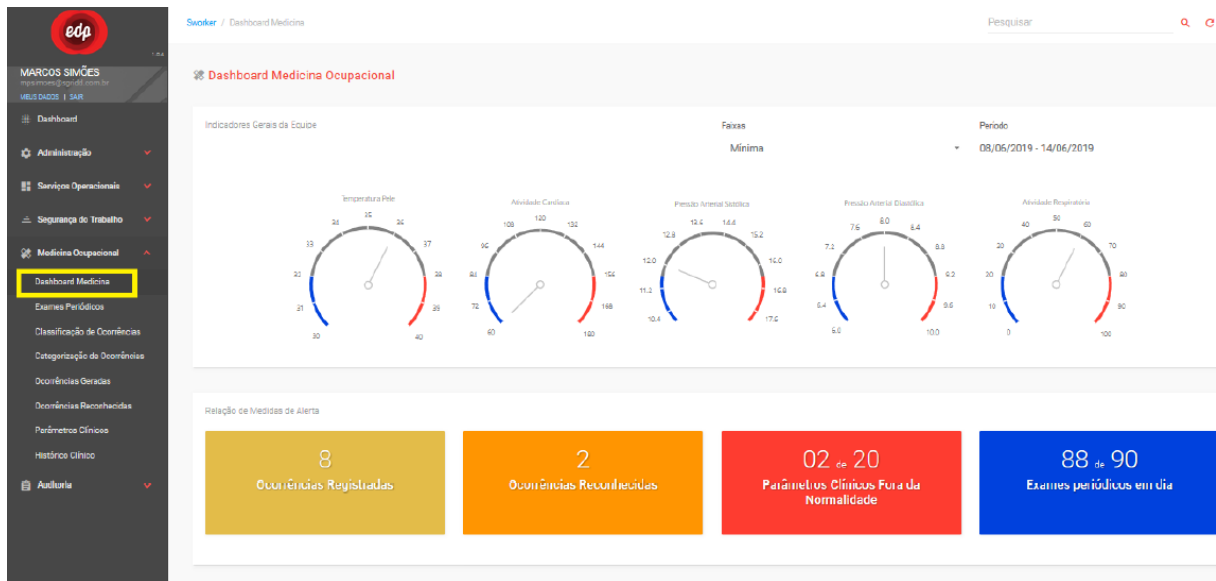 edp
MARCOS SIMÕES
MEUS DADOS | SAIR
Dashboard
Administração
Serviços Operacionais
Segurança do Trabalho
Medicina Ocupacional
Dashboard Medicina
Exames Periódicos
Classificação de Ocorrências
Categorização de Ocorrências
Ocorrências Geradas
Ocorrências Reconhecidas
Parâmetros Clínicos
Histórico Clínico
Auditoria
Sworker / Dashboard Medicina
Pesquisar
Dashboard Medicina Ocupacional
Indicadores Gerais da Equipe
Faixas
Mínima
Período
08/06/2019 - 14/06/2019
Temperatura Pele
30 31 32 33 34 35 36 37 38 39 40
Atividade Cardíaca
60 72 84 96 108 120 132 144 156 168 180
Pressão Arterial Sistólica
10.4 11.2 12.0 12.8 13.6 14.4 15.2 16.0 16.8 17.6
Pressão Arterial Diastólica
6.0 6.4 6.8 7.2 7.6 8.0 8.4 8.8 9.2 9.6 10.0
Atividade Respiratória
0 10 20 30 40 50 60 70 80 90 100
Relação de Medidas de Alerta
8
Ocorrências Registradas
2
Ocorrências Reconhecidas
02 de 20
Parâmetros Clínicos Fora da
Normalidade
88 de 90
Exames periódicos em dia